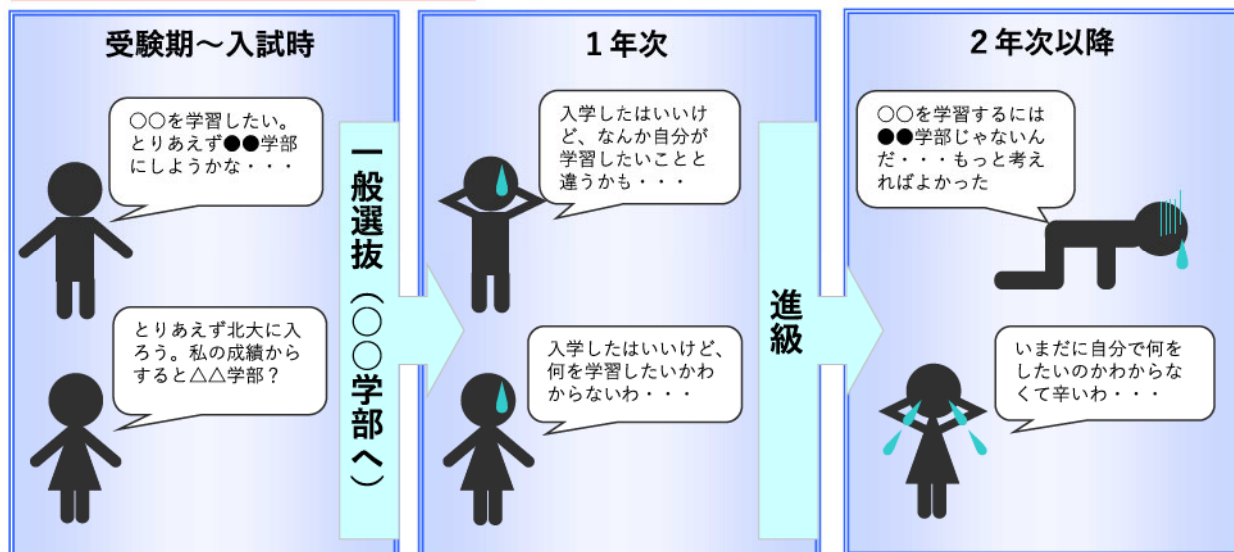 受験期～入試時
○○を学習したい。
とりあえず●●学部
にしようかな・・・
とりあえず北大に入
ろう。私の成績から
すると△△学部？
一般選抜（○○学部へ）
１年次
入学したはいいけ
ど、なんか自分が
学習したいことと
違うかも・・・
入学したはいいけど、
何を学習したいかわ
からないわ・・・
進級
２年次以降
○○を学習するには
●●学部じゃないん
だ・・・もっと考え
ればよかった
いまだに自分で何を
したいのかわからな
くて辛いわ・・・